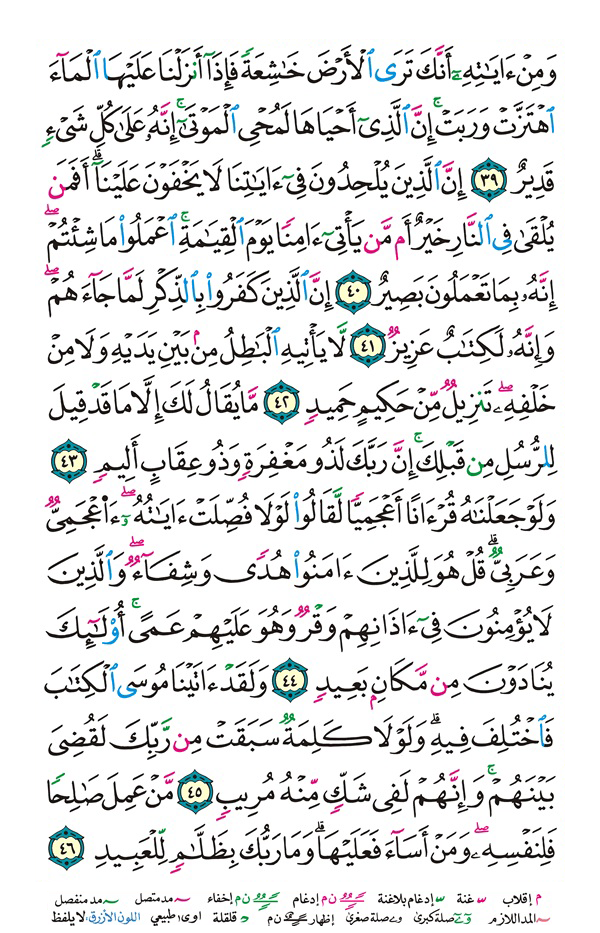 وَمِنْ ءَايَٰتِهِۦٓ أَنَّكَ تَرَى ٱلْأَرْضَ خَٰشِعَةً فَإِذَآ أَنزَلْنَا عَلَيْهَا ٱلْمَآءَ
ٱهْتَزَّتْ وَرَبَتْ ۚ إِنَّ ٱلَّذِىٓ أَحْيَاهَا لَمُحْىِ ٱلْمَوْتَىٰٓ ۚ إِنَّهُۥ عَلَىٰ كُلِّ شَىْءٍ
قَدِيرٌ ٣٩ إِنَّ ٱلَّذِينَ يُلْحِدُونَ فِىٓ ءَايَٰتِنَا لَا يَخْفَوْنَ عَلَيْنَآ ۗ أَفَمَن
يُلْقَىٰ فِى ٱلنَّارِ خَيْرٌ أَم مَّن يَأْتِىٓ ءَامِنًا يَوْمَ ٱلْقِيَٰمَةِ ۚ ٱعْمَلُوا۟ مَا شِئْتُمْ ۖ
إِنَّهُۥ بِمَا تَعْمَلُونَ بَصِيرٌ ٤٠ إِنَّ ٱلَّذِينَ كَفَرُوا۟ بِٱلذِّكْرِ لَمَّا جَآءَهُمْ ۖ
وَإِنَّهُۥ لَكِتَٰبٌ عَزِيزٌ ٤١ لَّا يَأْتِيهِ ٱلْبَٰطِلُ مِنۢ بَيْنِ يَدَيْهِ وَلَا مِنْ
خَلْفِهِۦ ۖ تَنزِيلٌ مِّنْ حَكِيمٍ حَمِيدٍ ٤٢ مَّا يُقَالُ لَكَ إِلَّا مَا قَدْ قِيلَ
لِلرُّسُلِ مِن قَبْلِكَ ۚ إِنَّ رَبَّكَ لَذُو مَغْفِرَةٍ وَذُو عِقَابٍ أَلِيمٍ ٤٣
وَلَوْ جَعَلْنَٰهُ قُرْءَانًا أَعْجَمِيًّا لَّقَالُوا۟ لَوْلَا فُصِّلَتْ ءَايَٰتُهُۥٓ ۖ ءَا۬عْجَمِىٌّ
وَعَرَبِىٌّ ۗ قُلْ هُوَ لِلَّذِينَ ءَامَنُوا۟ هُدًى وَشِفَآءٌ ۖ وَٱلَّذِينَ
لَا يُؤْمِنُونَ فِىٓ ءَاذَانِهِمْ وَقْرٌ وَهُوَ عَلَيْهِمْ عَمًى ۚ أُو۟لَٰٓئِكَ
يُنَادَوْنَ مِن مَّكَانٍۭ بَعِيدٍ ٤٤ وَلَقَدْ ءَاتَيْنَا مُوسَى ٱلْكِتَٰبَ
فَٱخْتُلِفَ فِيهِ ۗ وَلَوْلَا كَلِمَةٌ سَبَقَتْ مِن رَّبِّكَ لَقُضِىَ
بَيْنَهُمْ ۚ وَإِنَّهُمْ لَفِى شَكٍّ مِّنْهُ مُرِيبٍ ٤٥ مَّنْ عَمِلَ صَٰلِحًا
فَلِنَفْسِهِۦ ۖ وَمَنْ أَسَآءَ فَعَلَيْهَا ۗ وَمَا رَبُّكَ بِظَلَّٰمٍ لِّلْعَبِيدِ ٤٦
م إقلاب غنة إدغام بلاغنة ن م إدغام ن م إخفاء مد متصل مد منفصل
المد اللازم صلة كبرى صلة صغرى إظهار ن م قلقلة اوى: طبيعي اللون الأزرق: لا يلفظ